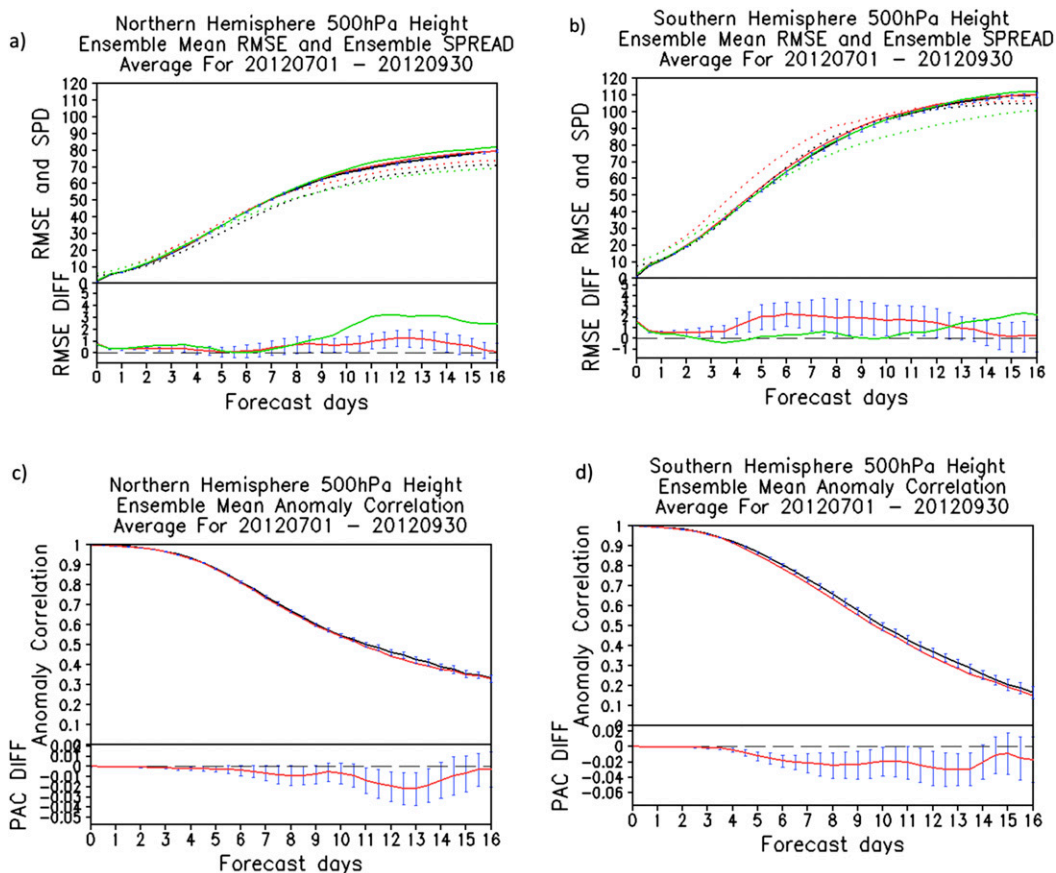 a)
Northern Hemisphere 500hPa Height
Ensemble Mean RMSE and Ensemble SPREAD
Average For 20120701 – 20120930
RMSE and SPD
120
110
100
90
80
70
60
50
40
30
20
10
0
RMSE DIFF
5
4
3
2
1
0
0 1 2 3 4 5 6 7 8 9 10 11 12 13 14 15 16
Forecast days
b)
Southern Hemisphere 500hPa Height
Ensemble Mean RMSE and Ensemble SPREAD
Average For 20120701 – 20120930
RMSE and SPD
120
110
100
90
80
70
60
50
40
30
20
10
0
RMSE DIFF
5
4
3
2
1
0
-1
0 1 2 3 4 5 6 7 8 9 10 11 12 13 14 15 16
Forecast days
c)
Northern Hemisphere 500hPa Height
Ensemble Mean Anomaly Correlation
Average For 20120701 – 20120930
Anomaly Correlation
1
0.9
0.8
0.7
0.6
0.5
0.4
0.3
0.2
0.1
PAC DIFF
0.01
0.00
-0.01
-0.02
-0.03
-0.04
-0.05
0 1 2 3 4 5 6 7 8 9 10 11 12 13 14 15 16
Forecast days
d)
Southern Hemisphere 500hPa Height
Ensemble Mean Anomaly Correlation
Average For 20120701 – 20120930
Anomaly Correlation
1
0.9
0.8
0.7
0.6
0.5
0.4
0.3
0.2
0.1
0
PAC DIFF
0.02
0
-0.02
-0.04
-0.06
0 1 2 3 4 5 6 7 8 9 10 11 12 13 14 15 16
Forecast days